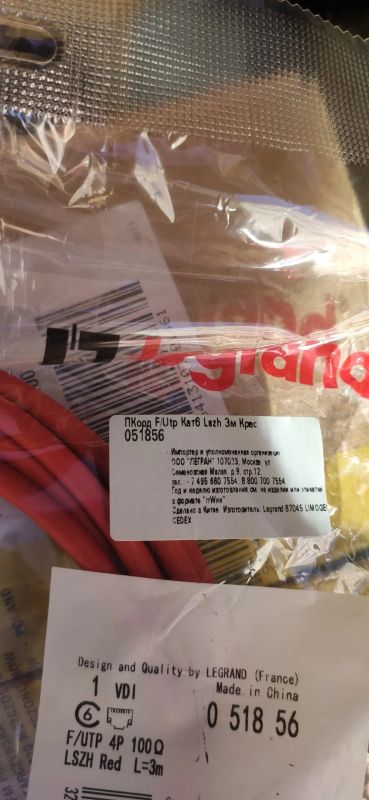 legrand
ПКорд F/Utp Кат6 Lszh 3м Крас
051856
Импортер и уполномоченная организация
ООО "ЛЕГРАН" 107023, Москва, ул
Семеновская Малая, д.9, стр.12,
тел.: +7 495 660 7554, 8 800 700 7554
Год и неделю изготовления см. на изделии или этикетке
в формате
Сделано в Китае Изготовитель: Legrand 87045 LIMOGES
CEDEX
Design and Quality by LEGRAND (France)
1 VDI
Made in China
6
0 518 56
F/UTP 4P 100Ω
LSZH Red L=3m